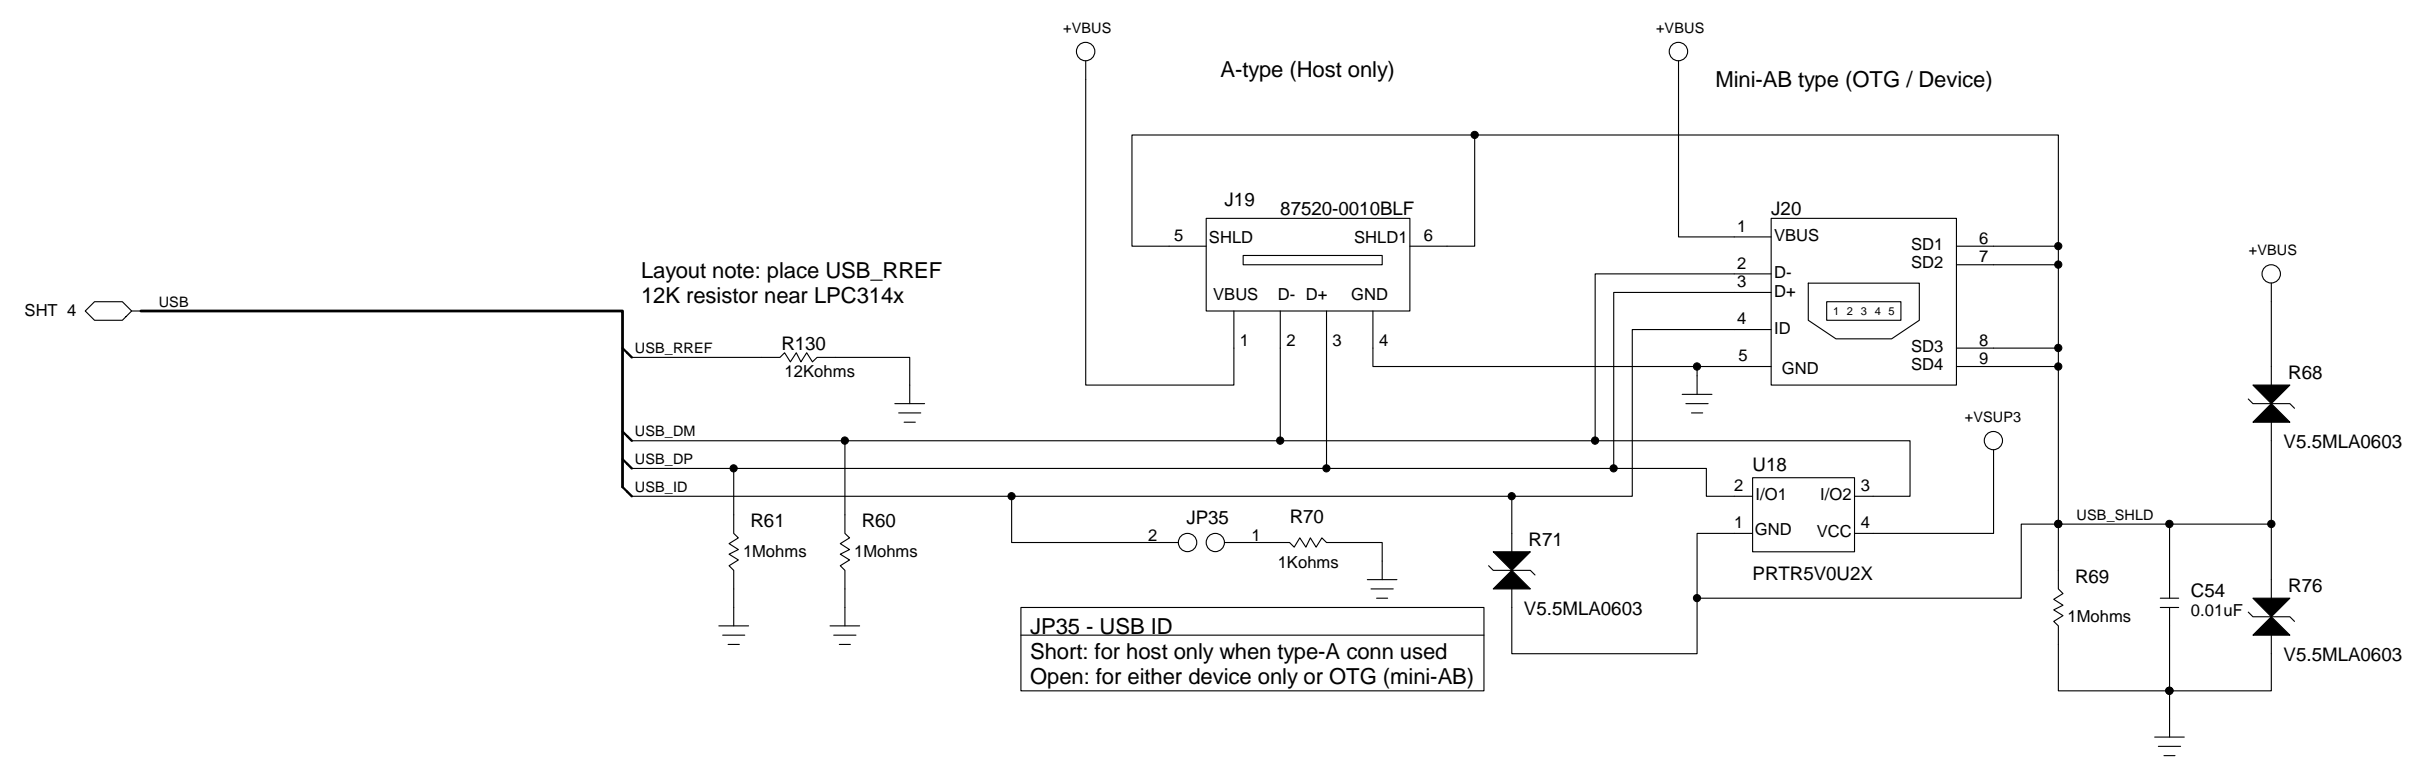 +VBUS
+VBUS
A-type (Host only)
Mini-AB type (OTG / Device)
J19
87520-0010BLF
5
SHLD
SHLD1
6
VBUS D- D+ GND
1
2
3
4
J20
1
VBUS
2
D-
3
D+
4
ID
5
GND
SD1
6
SD2
7
SD3
8
SD4
9
1 2 3 4 5
+VBUS
Layout note: place USB_RREF
12K resistor near LPC314x
SHT 4
USB
USB_RREF
R130
12Kohms
R68
V5.5MLA0603
+VSUP3
USB_DM
USB_DP
USB_ID
U18
2
I/O1
I/O2
3
1
GND
VCC
4
PRTR5V0U2X
R61
1Mohms
R60
1Mohms
2
JP35
1
R70
1Kohms
R71
V5.5MLA0603
USB_SHLD
R69
1Mohms
C54
0.01uF
R76
V5.5MLA0603
JP35 - USB ID
Short: for host only when type-A conn used
Open: for either device only or OTG (mini-AB)